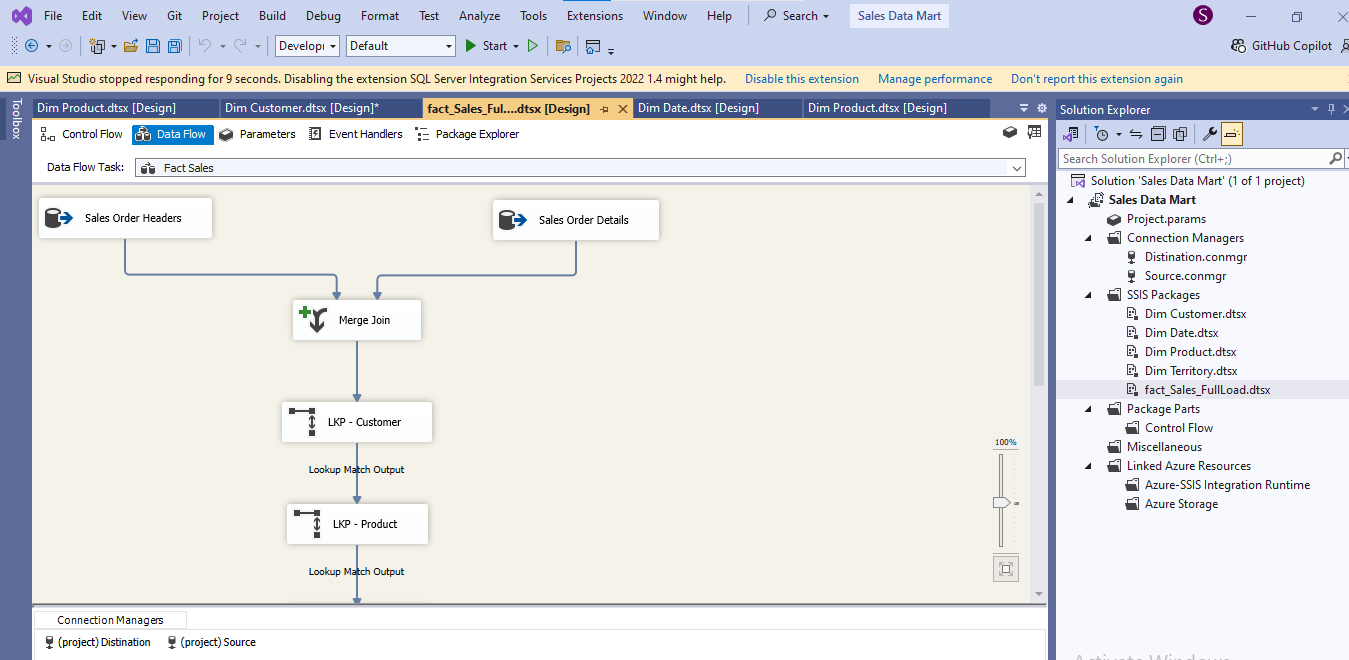 File Edit View Git Project Build Debug Format Test Analyze Tools Extensions Window Help Search Sales Data Mart S
Developı Default Start GitHub Copilot
Visual Studio stopped responding for 9 seconds. Disabling the extension SQL Server Integration Services Projects 2022 1.4 might help. Disable this extension Manage performance Don't report this extension again
Toolbox
Dim Product.dtsx [Design] Dim Customer.dtsx [Design]* fact_Sales_Ful....dtsx [Design] Dim Date.dtsx [Design] Dim Product.dtsx [Design]
Control Flow Data Flow Parameters Event Handlers Package Explorer
Data Flow Task: Fact Sales
Sales Order Headers
Sales Order Details
Merge Join
LKP - Customer
Lookup Match Output
LKP - Product
Lookup Match Output
100%
Connection Managers
(project) Distination (project) Source
Solution Explorer
Search Solution Explorer (Ctrl+;)
Solution 'Sales Data Mart' (1 of 1 project)
Sales Data Mart
Project.params
Connection Managers
Distination.conmgr
Source.conmgr
SSIS Packages
Dim Customer.dtsx
Dim Date.dtsx
Dim Product.dtsx
Dim Territory.dtsx
fact_Sales_FullLoad.dtsx
Package Parts
Control Flow
Miscellaneous
Linked Azure Resources
Azure-SSIS Integration Runtime
Azure Storage
Activate Windows